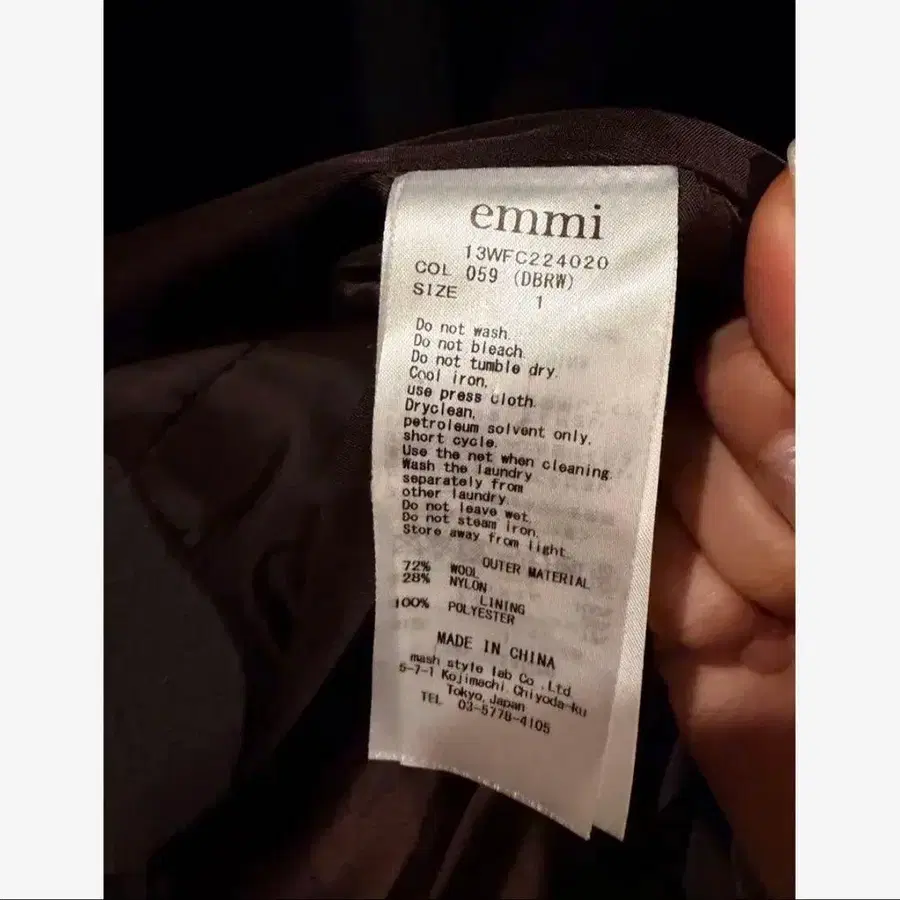 emmi
13WFC224020
COL 059 (DBRW)
SIZE 1
Do not wash.
Do not bleach.
Do not tumble dry.
Cool iron,
use press cloth.
Dryclean,
petroleum solvent only,
short cycle.
Use the net when cleaning.
Wash the laundry
separately from
other laundry.
Do not leave wet.
Do not steam iron.
Store away from light.
OUTER MATERIAL
72% WOOL
28% NYLON
LINING
100% POLYESTER
MADE IN CHINA
mash style lab Co.,Ltd.
5-7-1 Kojimachi,Chiyoda-ku
Tokyo,Japan
TEL 03-5778-4105